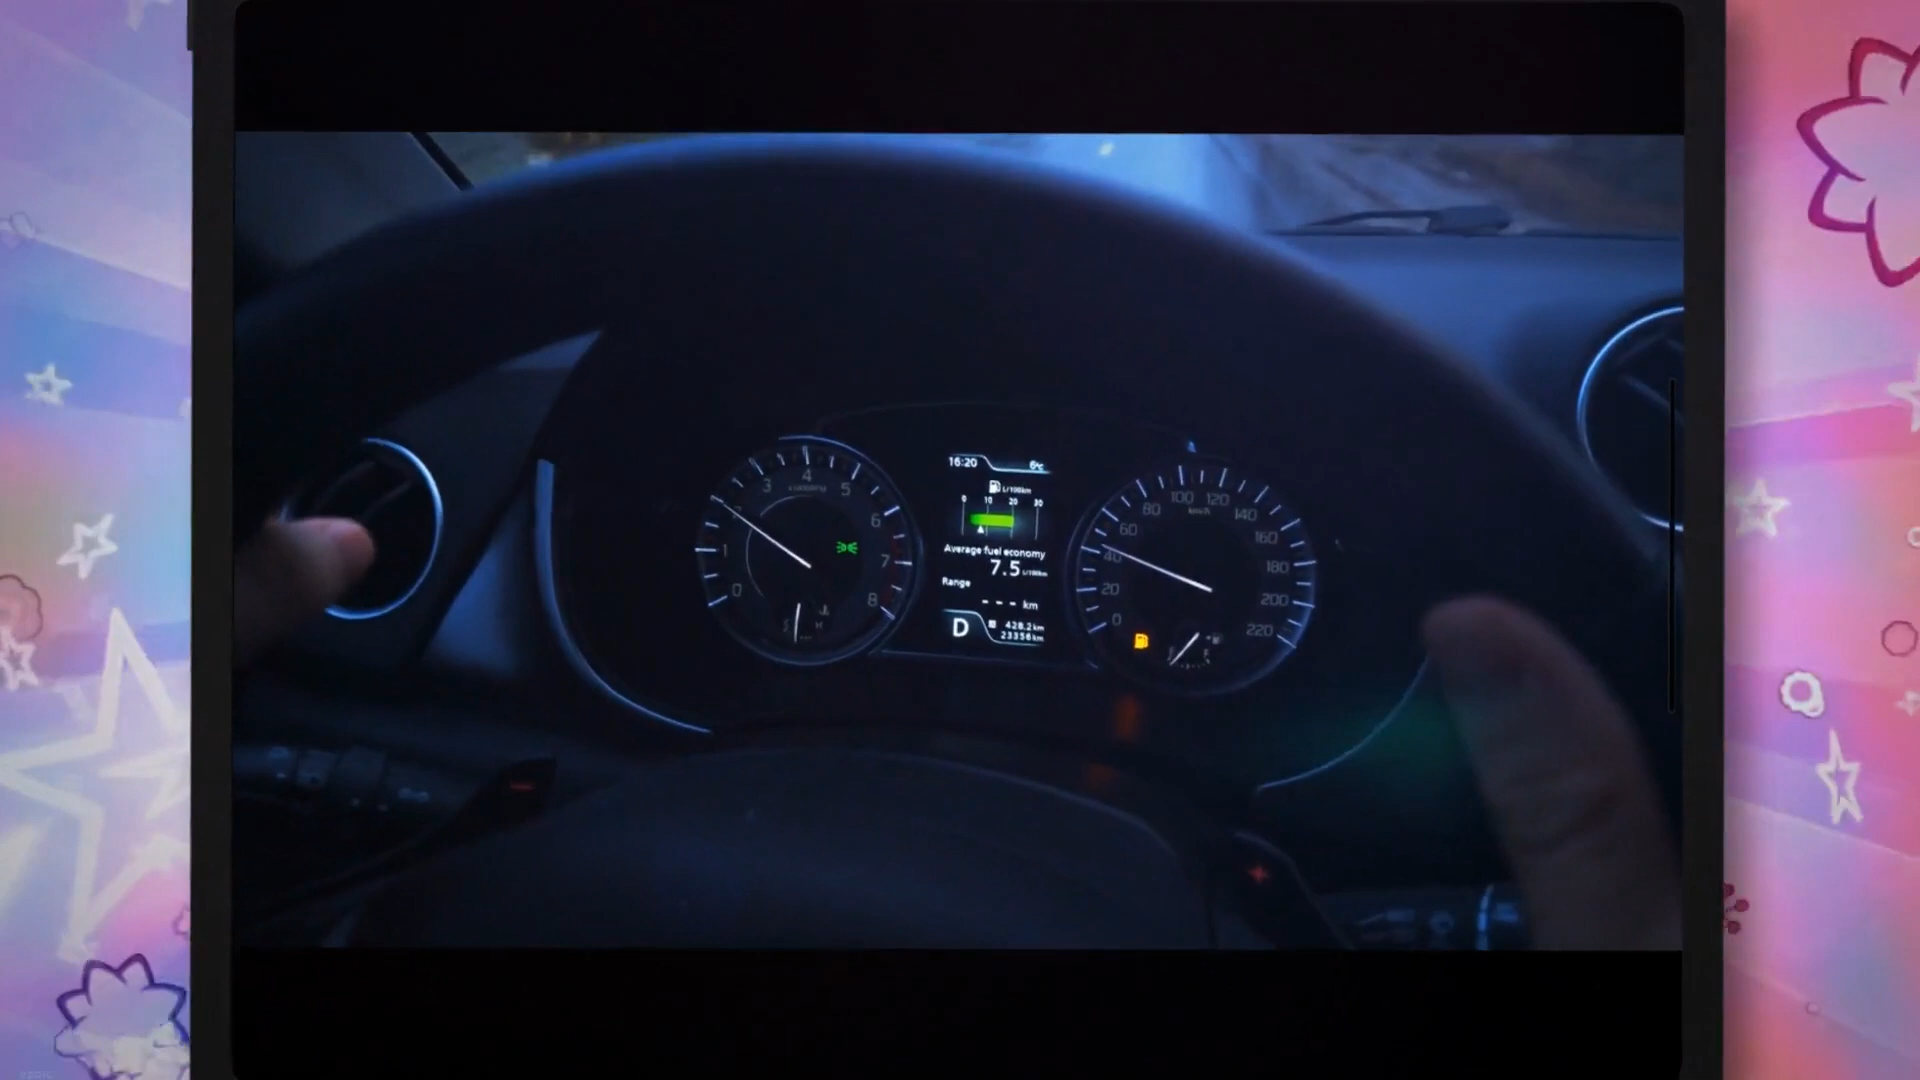 16:20
6°C
L/100km
0 10 20 30
Average fuel economy
7.5 L/100km
Range
--- km
D
428.2 km
23356 km
0 1 3 4 5 6 7 8
0 20 40 60 80 100 120 140 160 180 200 220
km/h
H
F